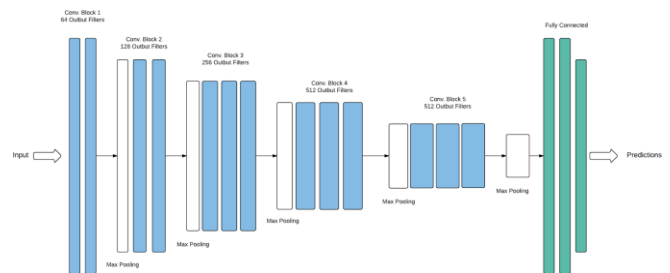 Conv. Block 1
64 Output Filters
Conv. Block 2
128 Output Filters
Conv. Block 3
256 Output Filters
Conv. Block 4
512 Output Filters
Conv. Block 5
512 Output Filters
Fully Connected
Input
Predictions
Max Pooling
Max Pooling
Max Pooling
Max Pooling
Max Pooling